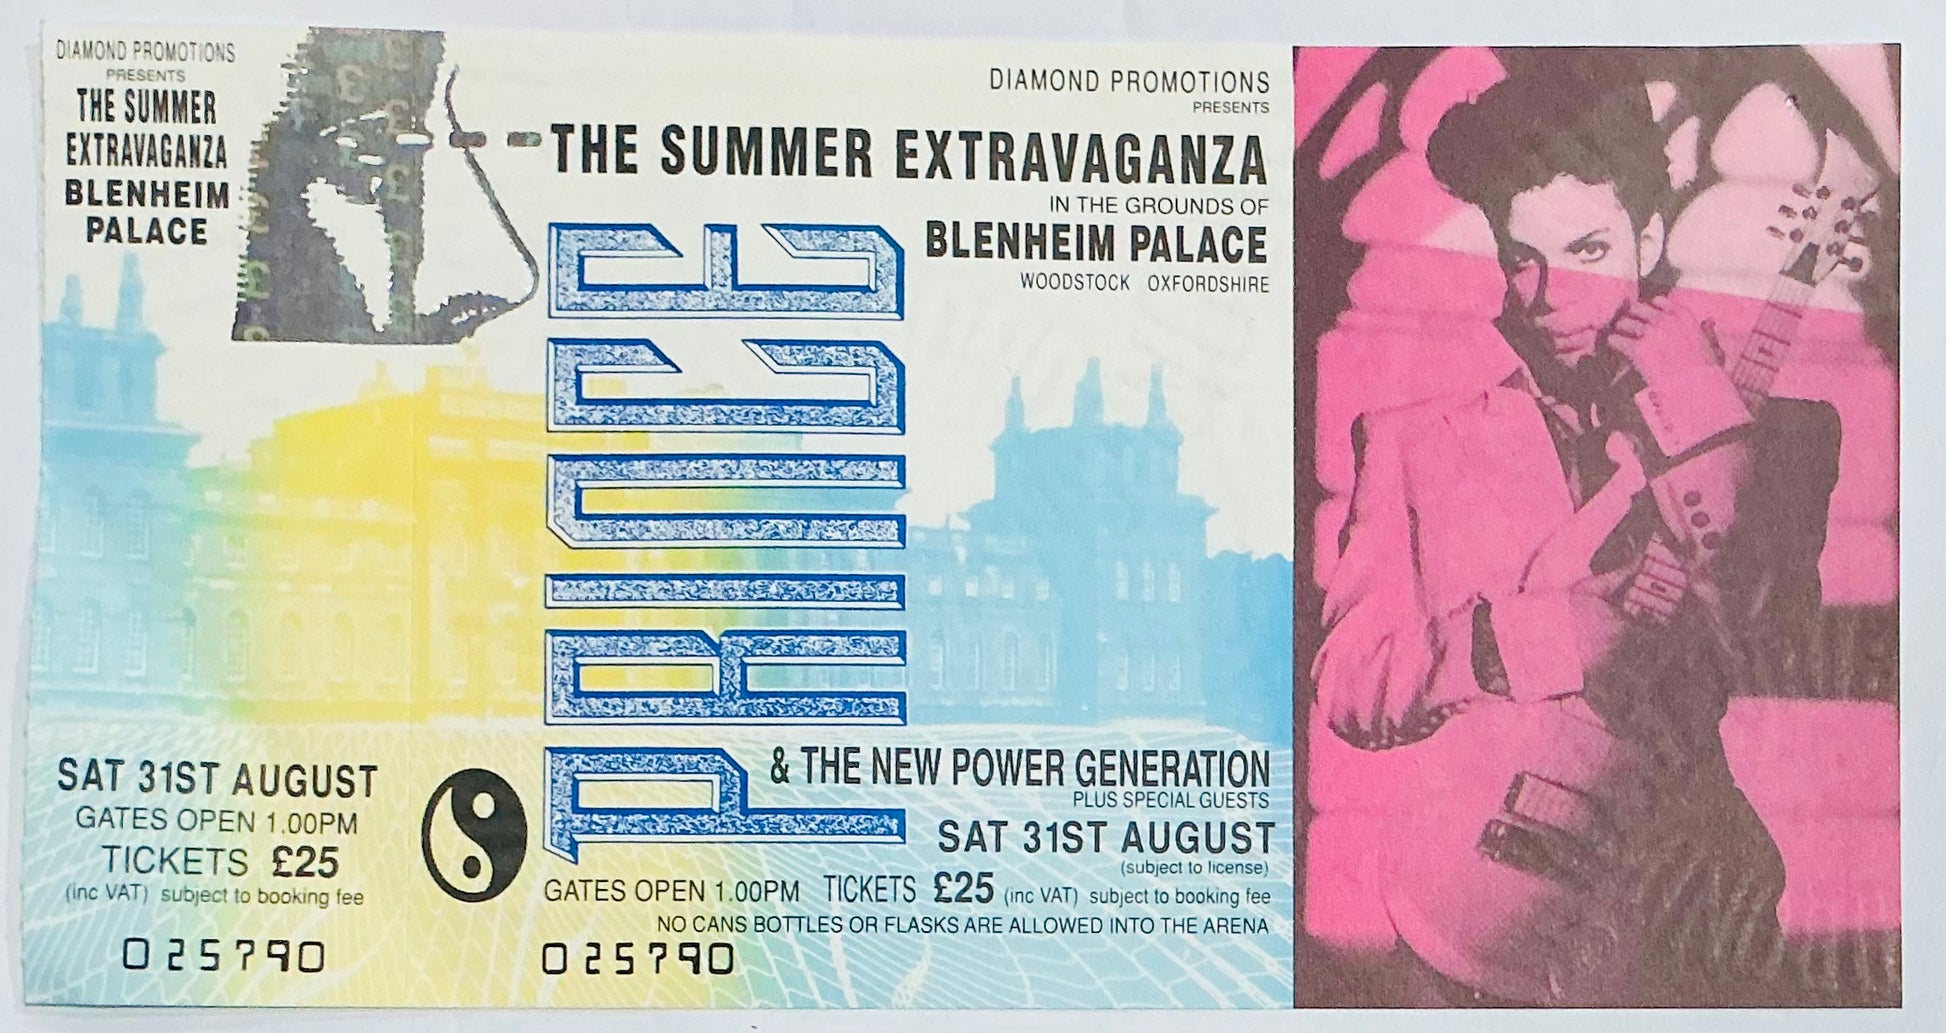 DIAMOND PROMOTIONS
PRESENTS
THE SUMMER
EXTRAVAGANZA
BLENHEIM
PALACE
SAT 31ST AUGUST
GATES OPEN 1.00PM
TICKETS £25
(inc VAT) subject to booking fee
025790
DIAMOND PROMOTIONS
PRESENTS
THE SUMMER EXTRAVAGANZA
IN THE GROUNDS OF
BLENHEIM PALACE
WOODSTOCK OXFORDSHIRE
PRINCE
& THE NEW POWER GENERATION
PLUS SPECIAL GUESTS
SAT 31ST AUGUST
(subject to license)
GATES OPEN 1.00PM TICKETS £25 (inc VAT) subject to booking fee
NO CANS BOTTLES OR FLASKS ARE ALLOWED INTO THE ARENA
025790